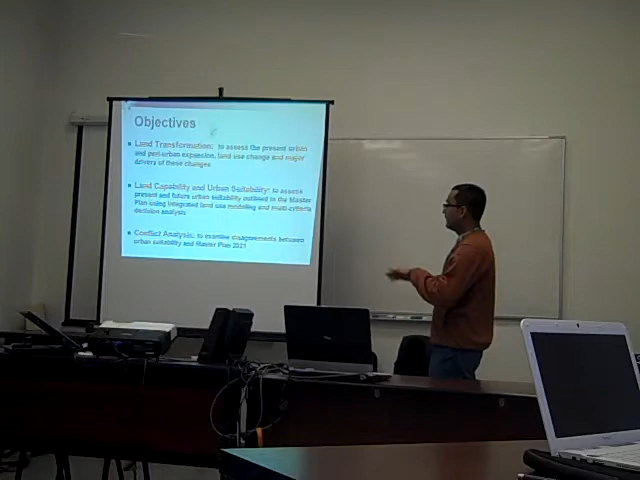 Objectives
Land Transformation: to assess the present urban
and peri-urban expansion, land use change and major
drivers of these changes
Land Capability and Urban Suitability: to assess
present and future urban suitability outlined in the Master
Plan using integrated land use modeling and multi-criteria
decision analysis
Conflict Analysis: to examine disagreements between
urban suitability and Master Plan 2021